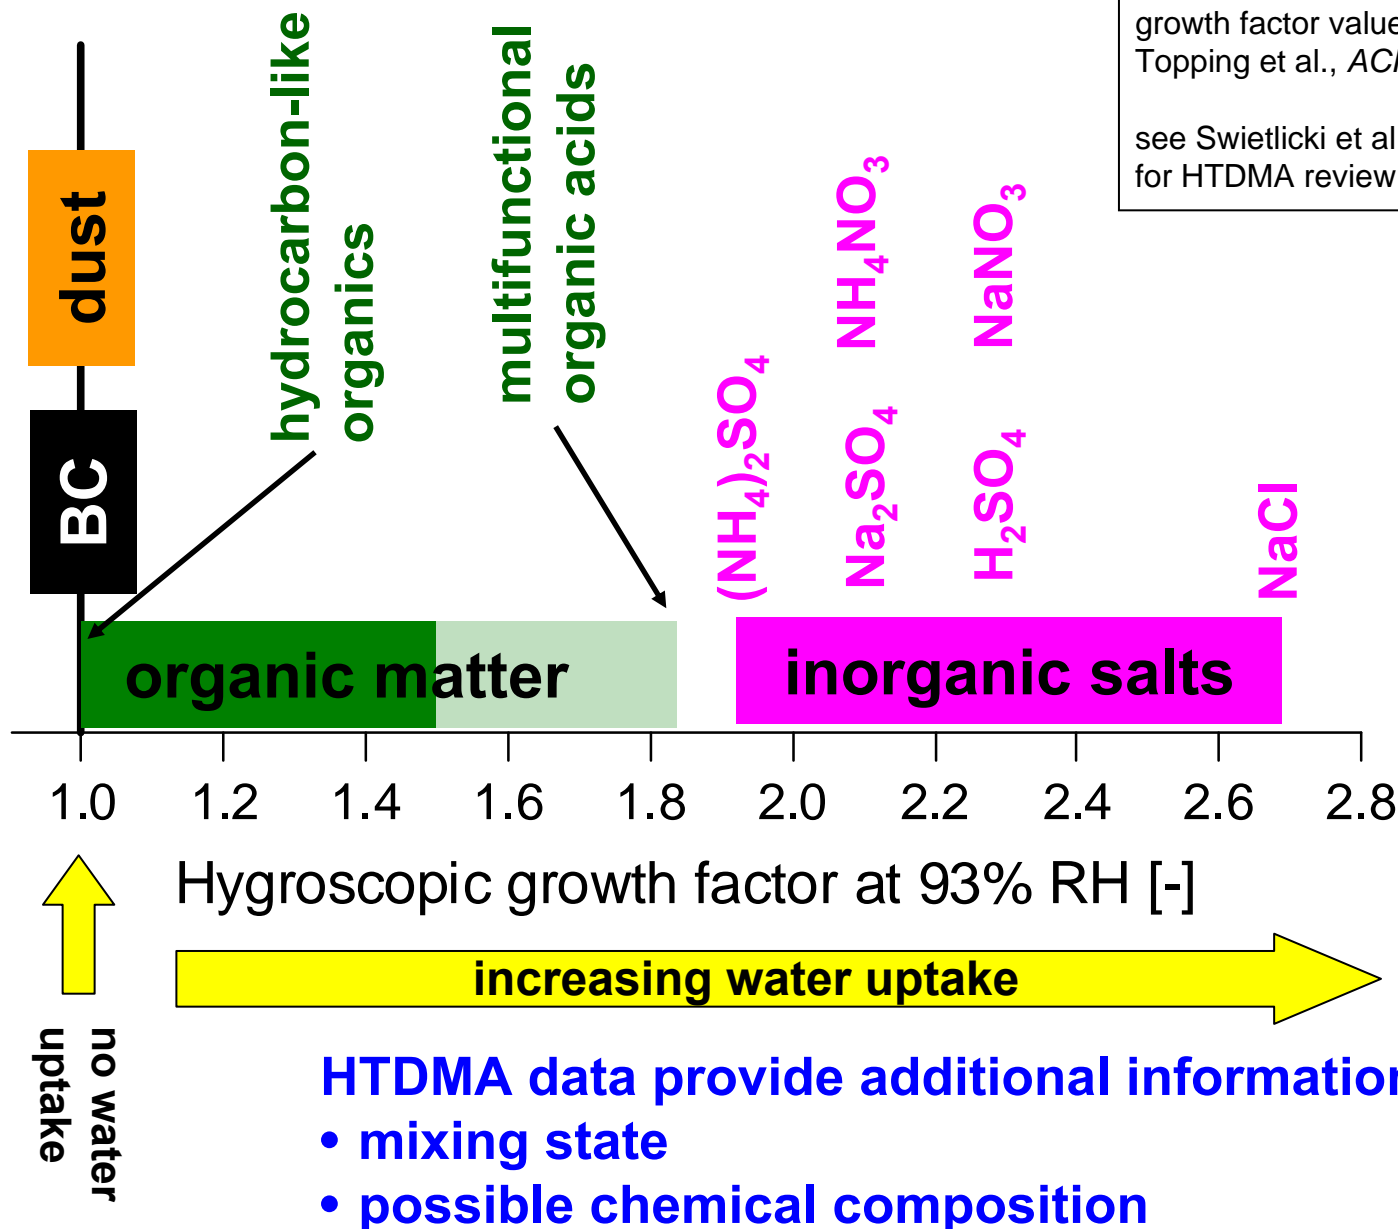 growth factor value
Topping et al.,
see Swietlicki et al
for HTDMA review
dust
BC
hydrocarbon-like
organics
multifunctional
organic acids
(NH₄)₂SO₄
NH₄NO₃
Na₂SO₄
NaNO₃
H₂SO₄
NaCl
organic matter
inorganic salts
1.0 1.2 1.4 1.6 1.8 2.0 2.2 2.4 2.6 2.8
Hygroscopic growth factor at 93% RH [-]
increasing water uptake
no water
uptake
HTDMA data provide additional information
• mixing state
• possible chemical composition